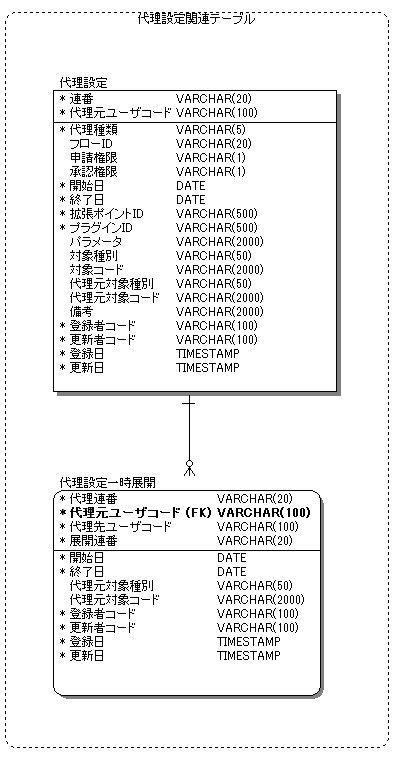 代理設定関連テーブル
代理設定
* 連番 VARCHAR(20)
* 代理元ユーザコード VARCHAR(100)
* 代理種類 VARCHAR(5)
フローID VARCHAR(20)
申請権限 VARCHAR(1)
承認権限 VARCHAR(1)
* 開始日 DATE
* 終了日 DATE
* 拡張ポイントID VARCHAR(500)
* プラグインID VARCHAR(500)
パラメータ VARCHAR(2000)
対象種別 VARCHAR(50)
対象コード VARCHAR(2000)
代理元対象種別 VARCHAR(50)
代理元対象コード VARCHAR(2000)
備考 VARCHAR(2000)
* 登録者コード VARCHAR(100)
* 更新者コード VARCHAR(100)
* 登録日 TIMESTAMP
* 更新日 TIMESTAMP
代理設定一時展開
* 代理連番 VARCHAR(20)
* 代理元ユーザコード (FK) VARCHAR(100)
* 代理先ユーザコード VARCHAR(100)
* 展開連番 VARCHAR(20)
* 開始日 DATE
* 終了日 DATE
代理元対象種別 VARCHAR(50)
代理元対象コード VARCHAR(2000)
* 登録者コード VARCHAR(100)
* 更新者コード VARCHAR(100)
* 登録日 TIMESTAMP
* 更新日 TIMESTAMP